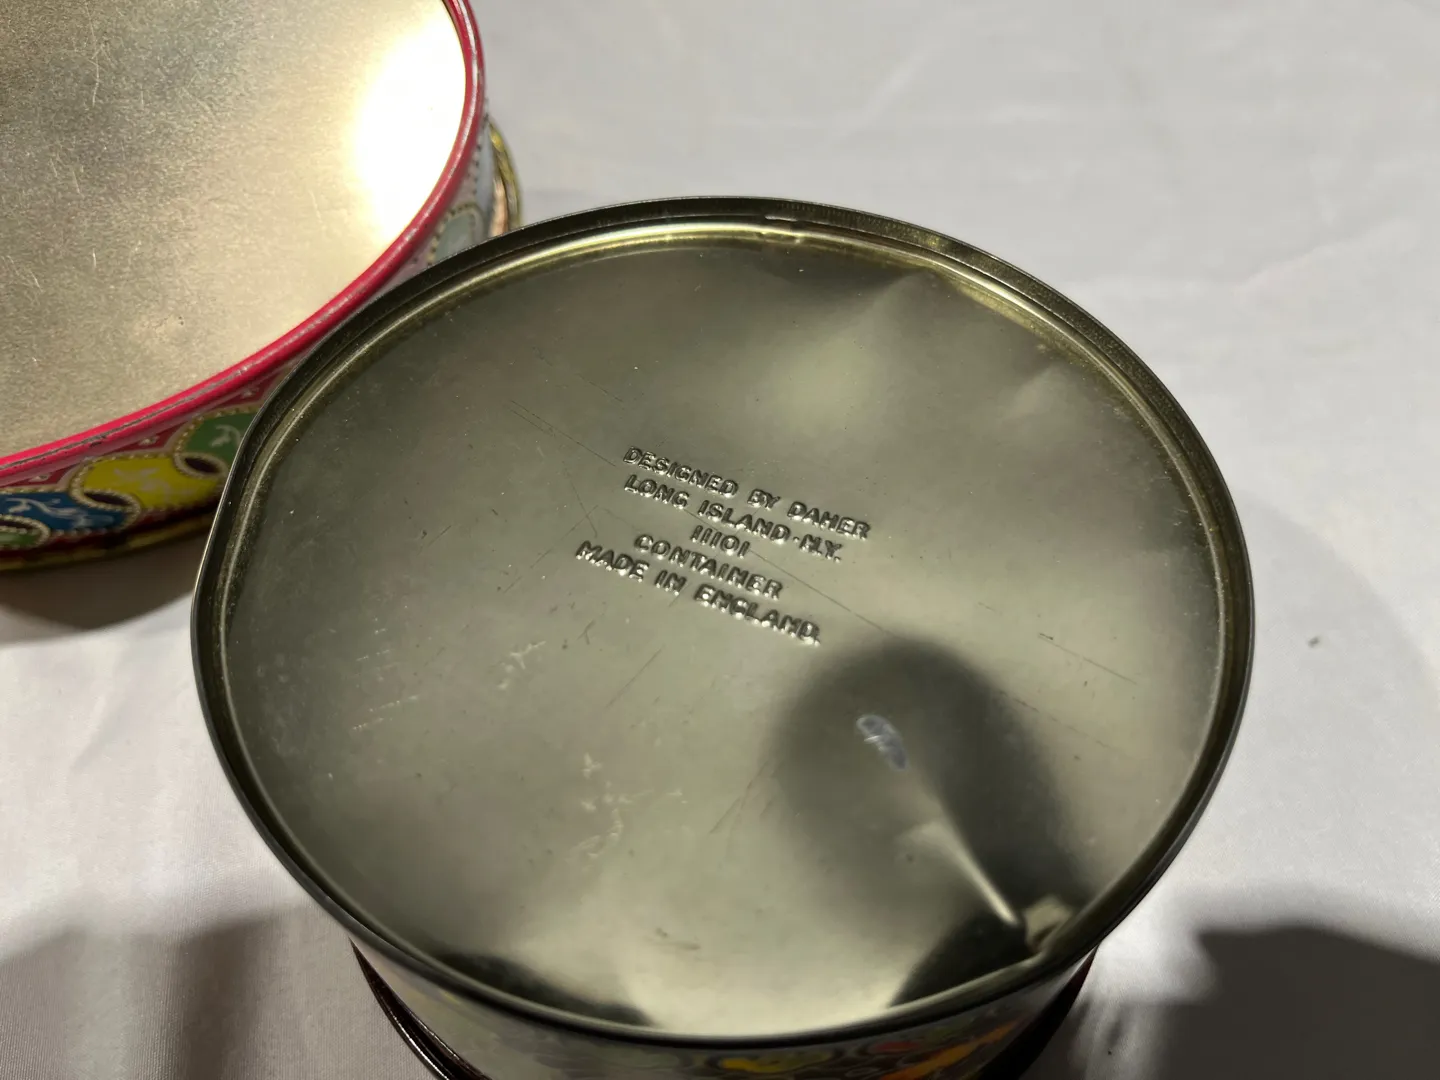 DESIGNED BY DAHER
LONG ISLAND·N.Y.
11101
CONTAINER
MADE IN ENGLAND.